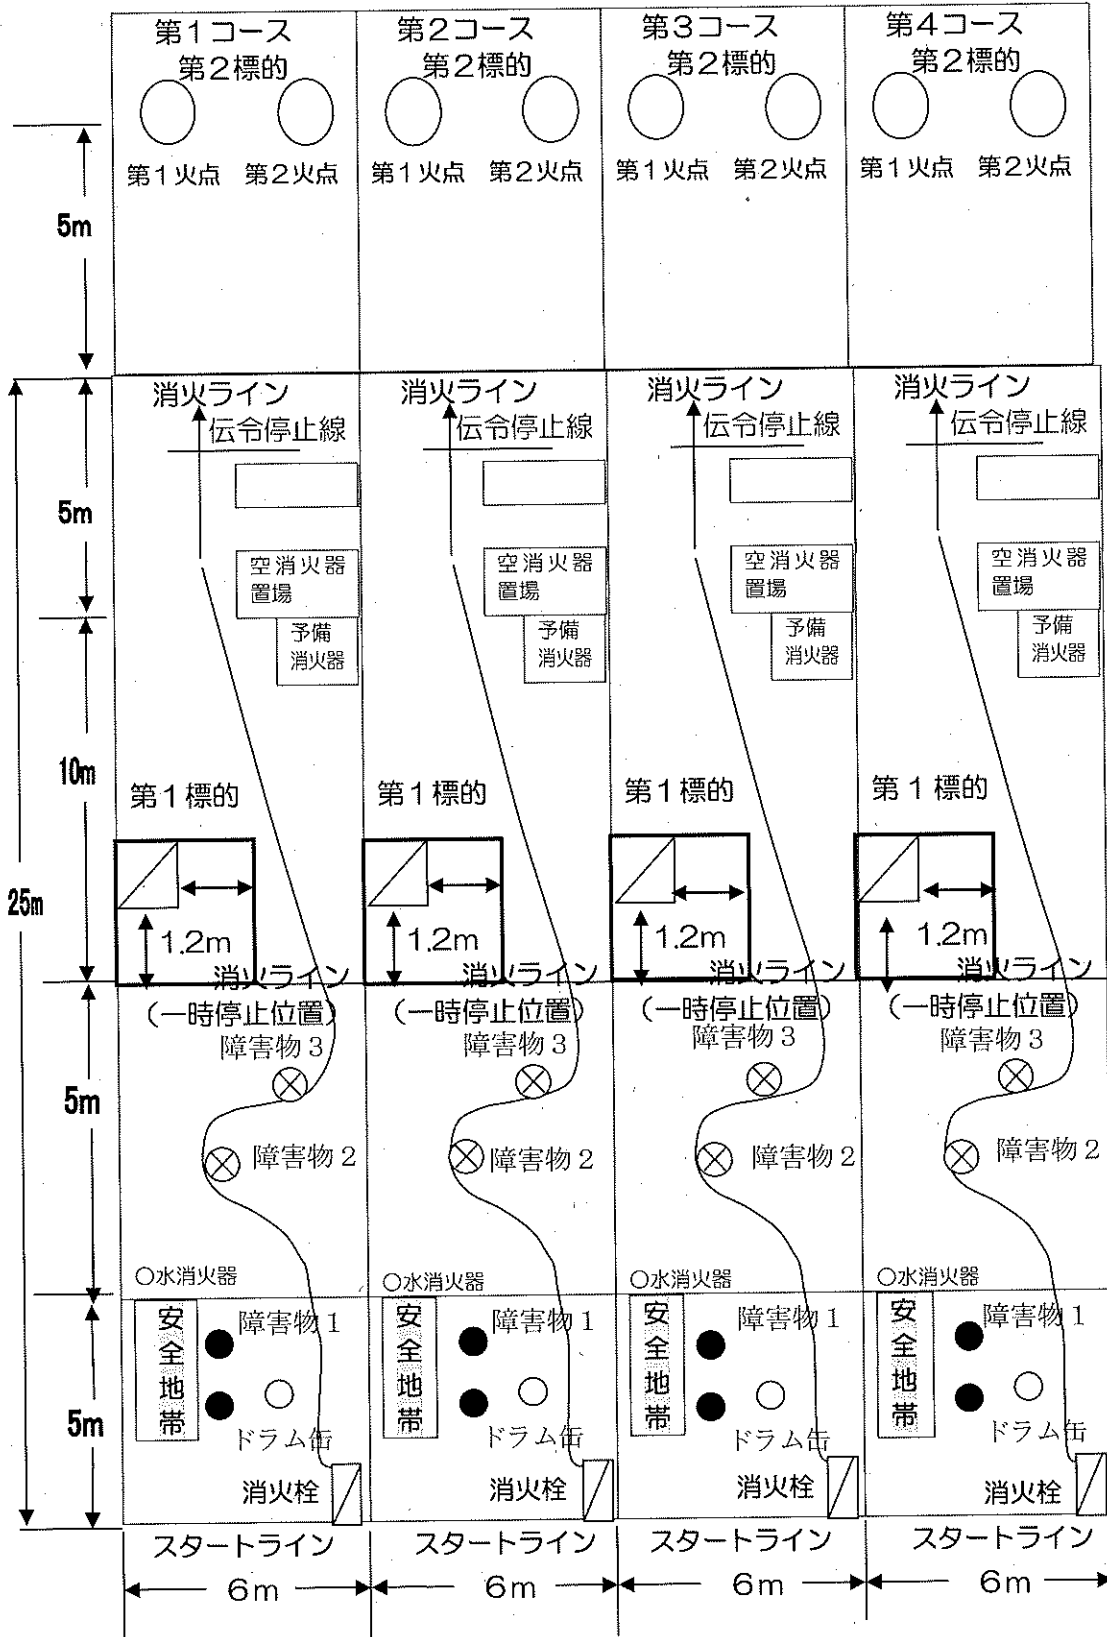 第1コース 第2コース 第3コース 第4コース
第2標的 第2標的 第2標的 第2標的
第1火点 第2火点 第1火点 第2火点 第1火点 第2火点 第1火点 第2火点
5m
消火ライン 消火ライン 消火ライン 消火ライン
伝令停止線 伝令停止線 伝令停止線 伝令停止線
5m
空消火器 空消火器 空消火器 空消火器
置場 置場 置場 置場
予備 予備 予備 予備
消火器 消火器 消火器 消火器
10m
第1標的 第1標的 第1標的 第1標的
25m
1.2m 1.2m 1.2m 1.2m
消火ライン 消火ライン 消火ライン 消火ライン
(一時停止位置) (一時停止位置) (一時停止位置) (一時停止位置)
障害物3 障害物3 障害物3 障害物3
5m
障害物2 障害物2 障害物2 障害物2
○水消火器 ○水消火器 ○水消火器 ○水消火器
安全地帯 安全地帯 安全地帯 安全地帯
障害物1 障害物1 障害物1 障害物1
5m
ドラム缶 ドラム缶 ドラム缶 ドラム缶
消火栓 消火栓 消火栓 消火栓
スタートライン スタートライン スタートライン スタートライン
6m 6m 6m 6m